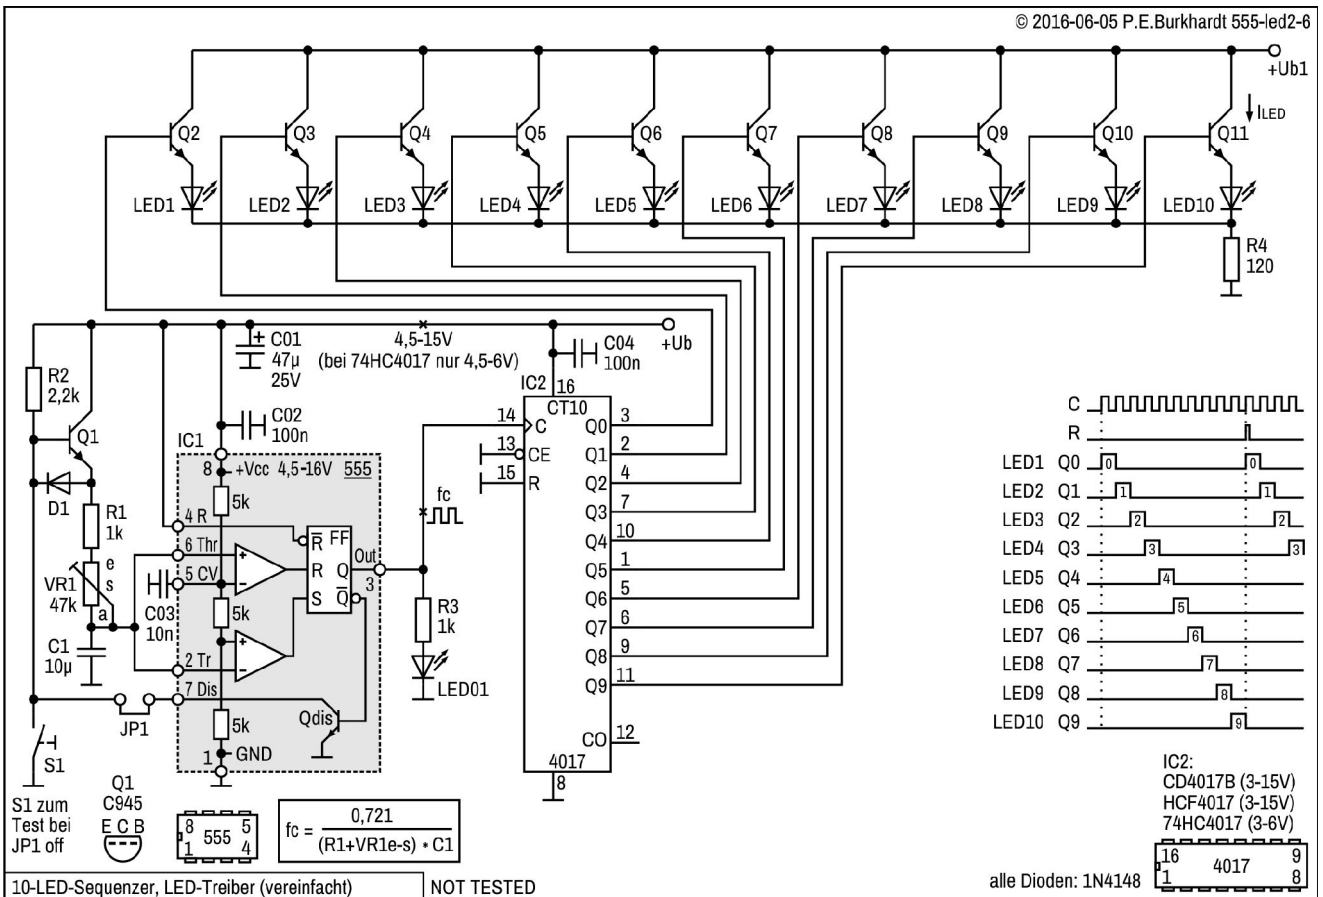 © 2016-06-05 P.E.Burkhardt 555-led2-6
+Ub1
ILED
Q2 Q3 Q4 Q5 Q6 Q7 Q8 Q9 Q10 Q11
LED1 LED2 LED3 LED4 LED5 LED6 LED7 LED8 LED9 LED10
R4
120
+Ub
4,5-15V
(bei 74HC4017 nur 4,5-6V)
+ C01
47µ
25V
C04
100n
R2
2,2k
Q1
D1
R1
1k
VR1
47k
e
s
a
C1
10µ
C02
100n
C03
10n
IC1
8 +Vcc 4,5-16V 555
5k
4 R
6 Thr
5 CV
+
-
5k
+
-
2 Tr
7 Dis
R FF
R Q
S Q
Out
3
Qdis
5k
1 GND
JP1
S1
fc
R3
1k
LED01
IC2 16
CT10
14 C
13 CE
15 R
Q0 3
Q1 2
Q2 4
Q3 7
Q4 10
Q5 1
Q6 5
Q7 6
Q8 9
Q9 11
CO 12
4017
8
C
R
LED1 Q0 0 0
LED2 Q1 1 1
LED3 Q2 2 2
LED4 Q3 3 3
LED5 Q4 4
LED6 Q5 5
LED7 Q6 6
LED8 Q7 7
LED9 Q8 8
LED10 Q9 9
S1 zum
Test bei
JP1 off
Q1
C945
E C B
8 5
555
1 4
fc = 0,721
(R1+VR1e-s) • C1
IC2:
CD4017B (3-15V)
HCF4017 (3-15V)
74HC4017 (3-6V)
16 9
4017
1 8
alle Dioden: 1N4148
10-LED-Sequenzer, LED-Treiber (vereinfacht)
NOT TESTED